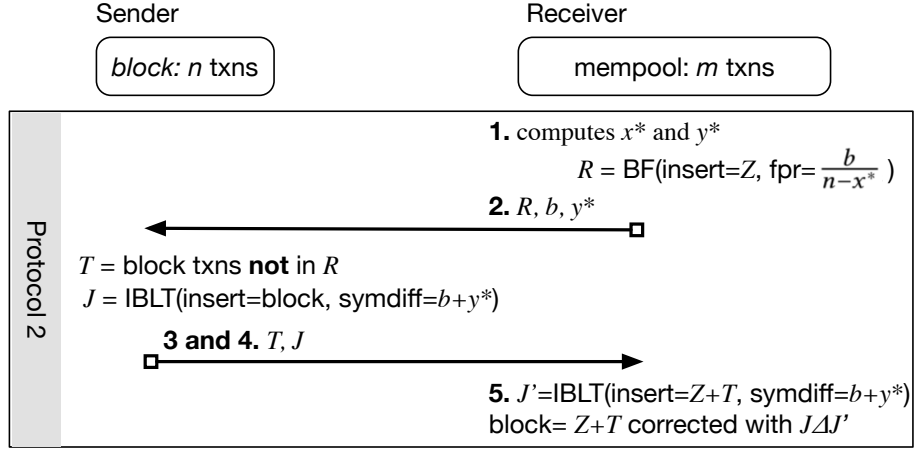 Sender
Receiver
block: n txns
mempool: m txns
Protocol 2
1. computes x* and y*
R = BF(insert=Z, fpr= b / n−x* )
2. R, b, y*
T = block txns not in R
J = IBLT(insert=block, symdiff=b+y*)
3 and 4. T, J
5. J’=IBLT(insert=Z+T, symdiff=b+y*)
block= Z+T corrected with JΔJ’